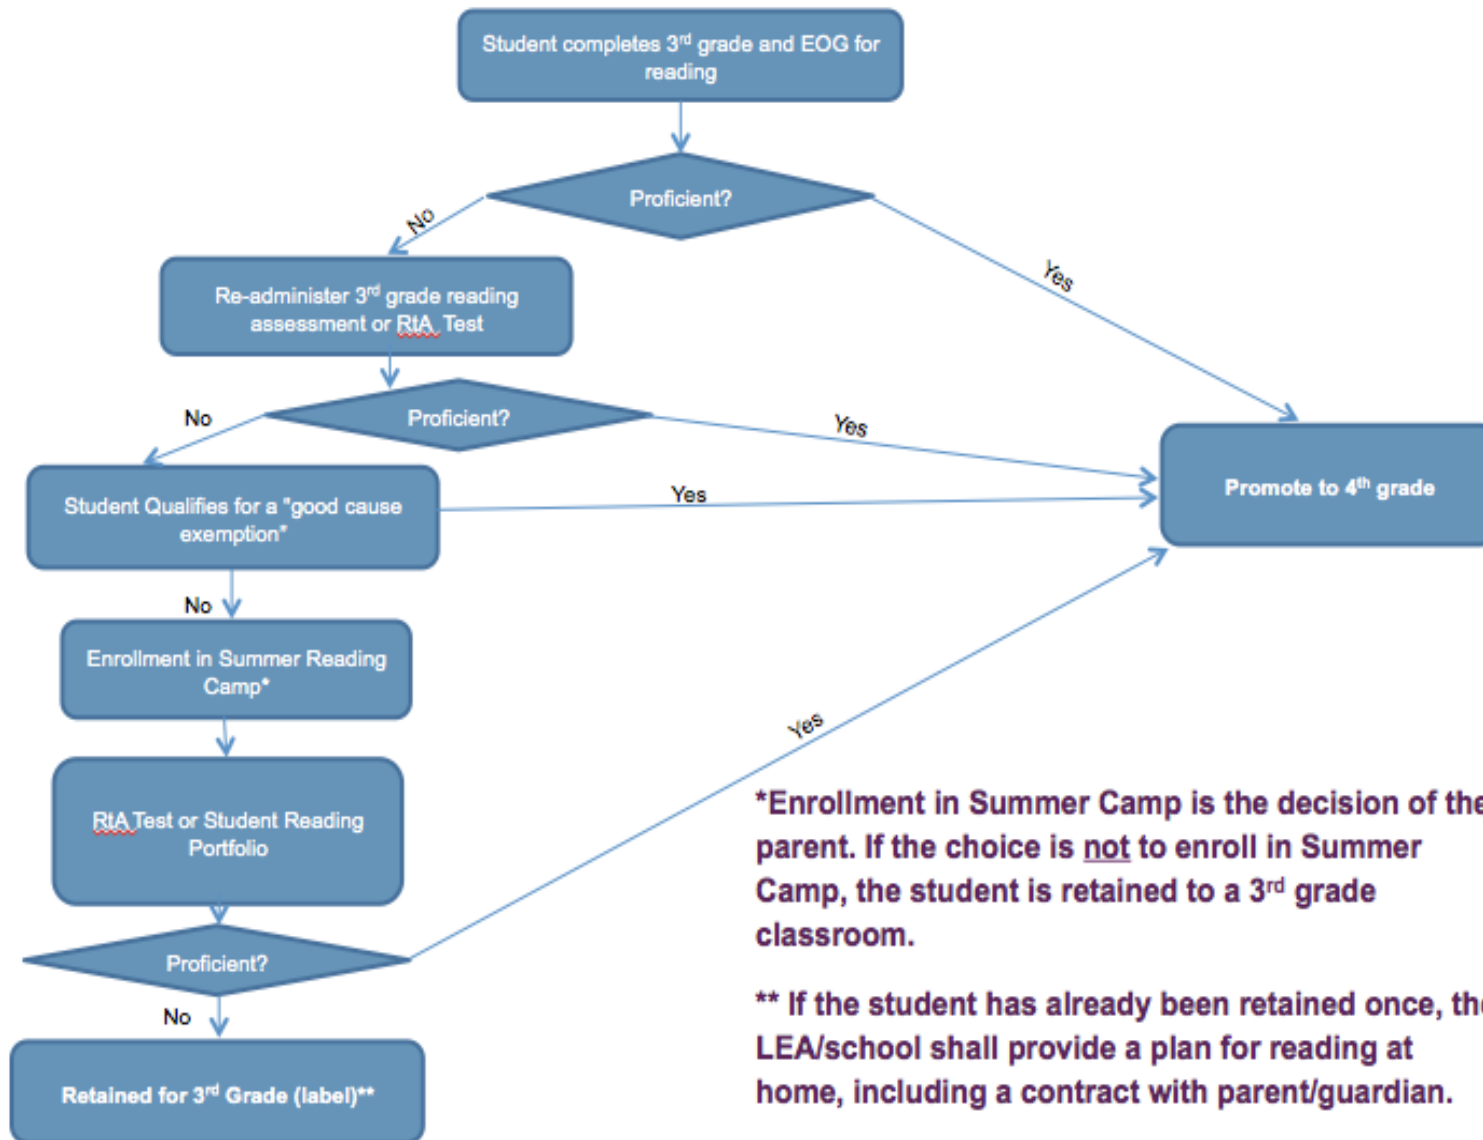 Student completes 3rd grade and EOG for
reading
Proficient?
No
Yes
Re-administer 3rd grade reading
assessment or RtA Test
Proficient?
No
Yes
Student Qualifies for a "good cause
exemption"
Yes
Promote to 4th grade
No
Enrollment in Summer Reading
Camp*
Yes
RtA Test or Student Reading
Portfolio
Proficient?
No
Retained for 3rd Grade (label)**
*Enrollment in Summer Camp is the decision of the
parent. If the choice is not to enroll in Summer
Camp, the student is retained to a 3rd grade
classroom.
** If the student has already been retained once, the
LEA/school shall provide a plan for reading at
home, including a contract with parent/guardian.